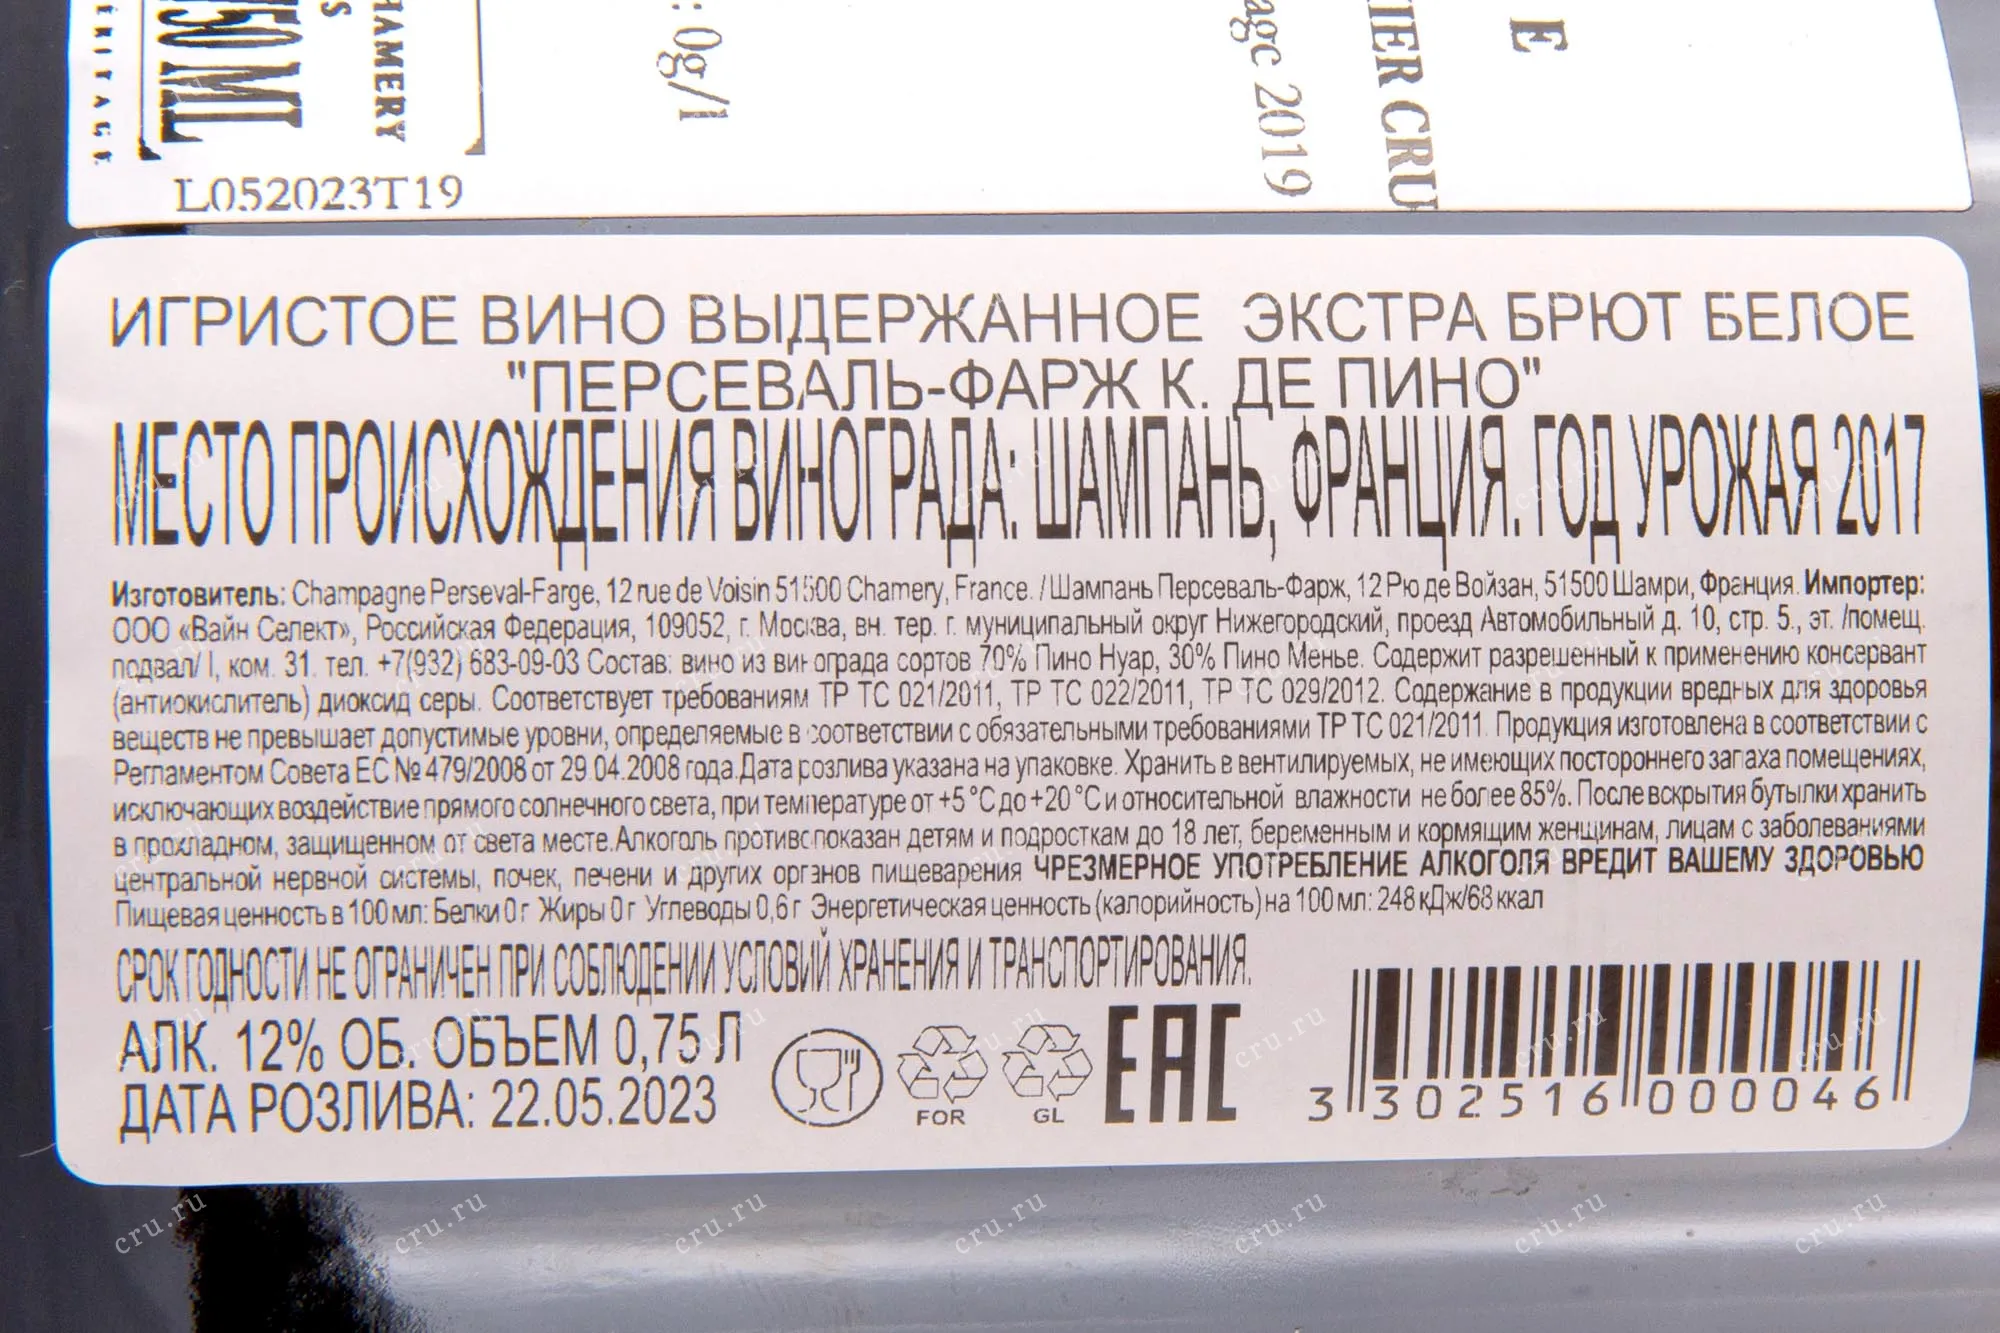 ÉRITAGE
750 ML
CHAMERY
S
L052023T19
: 0g/l
age 2019
IER CRU
E
ИГРИСТОЕ ВИНО ВЫДЕРЖАННОЕ ЭКСТРА БРЮТ БЕЛОЕ
"ПЕРСЕВАЛЬ-ФАРЖ К. ДЕ ПИНО"
МЕСТО ПРОИСХОЖДЕНИЯ ВИНОГРАДА: ШАМПАНЬ, ФРАНЦИЯ. ГОД УРОЖАЯ 2017
Изготовитель: Champagne Perseval-Farge, 12 rue de Voisin 51500 Chamery, France. / Шампань Персеваль-Фарж, 12 Рю де Войзан, 51500 Шамри, Франция. Импортер:
ООО «Вайн Селект», Российская Федерация, 109052, г. Москва, вн. тер. г. муниципальный округ Нижегородский, проезд Автомобильный д. 10, стр. 5., эт. /помещ.
подвал/ I, ком. 31. тел. +7(932) 683-09-03 Состав: вино из винограда сортов 70% Пино Нуар, 30% Пино Менье. Содержит разрешенный к применению консервант
(антиокислитель) диоксид серы. Соответствует требованиям ТР ТС 021/2011, ТР ТС 022/2011, ТР ТС 029/2012. Содержание в продукции вредных для здоровья
веществ не превышает допустимые уровни, определяемые в соответствии с обязательными требованиями ТР ТС 021/2011. Продукция изготовлена в соответствии с
Регламентом Совета ЕС № 479/2008 от 29.04.2008 года.Дата розлива указана на упаковке. Хранить в вентилируемых, не имеющих постороннего запаха помещениях,
исключающих воздействие прямого солнечного света, при температуре от +5 °С до +20 °С и относительной влажности не более 85%. После вскрытия бутылки хранить
в прохладном, защищенном от света месте.Алкоголь противопоказан детям и подросткам до 18 лет, беременным и кормящим женщинам, лицам с заболеваниями
центральной нервной системы, почек, печени и других органов пищеварения ЧРЕЗМЕРНОЕ УПОТРЕБЛЕНИЕ АЛКОГОЛЯ ВРЕДИТ ВАШЕМУ ЗДОРОВЬЮ
Пищевая ценность в 100 мл: Белки 0 г Жиры 0 г Углеводы 0,6 г Энергетическая ценность (калорийность) на 100 мл: 248 кДж/68 ккал
СРОК ГОДНОСТИ НЕ ОГРАНИЧЕН ПРИ СОБЛЮДЕНИИ УСЛОВИЙ ХРАНЕНИЯ И ТРАНСПОРТИРОВАНИЯ.
АЛК. 12% ОБ. ОБЪЕМ 0,75 Л
ДАТА РОЗЛИВА: 22.05.2023
FOR
GL
EAC
3 302516 000046
cru.ru